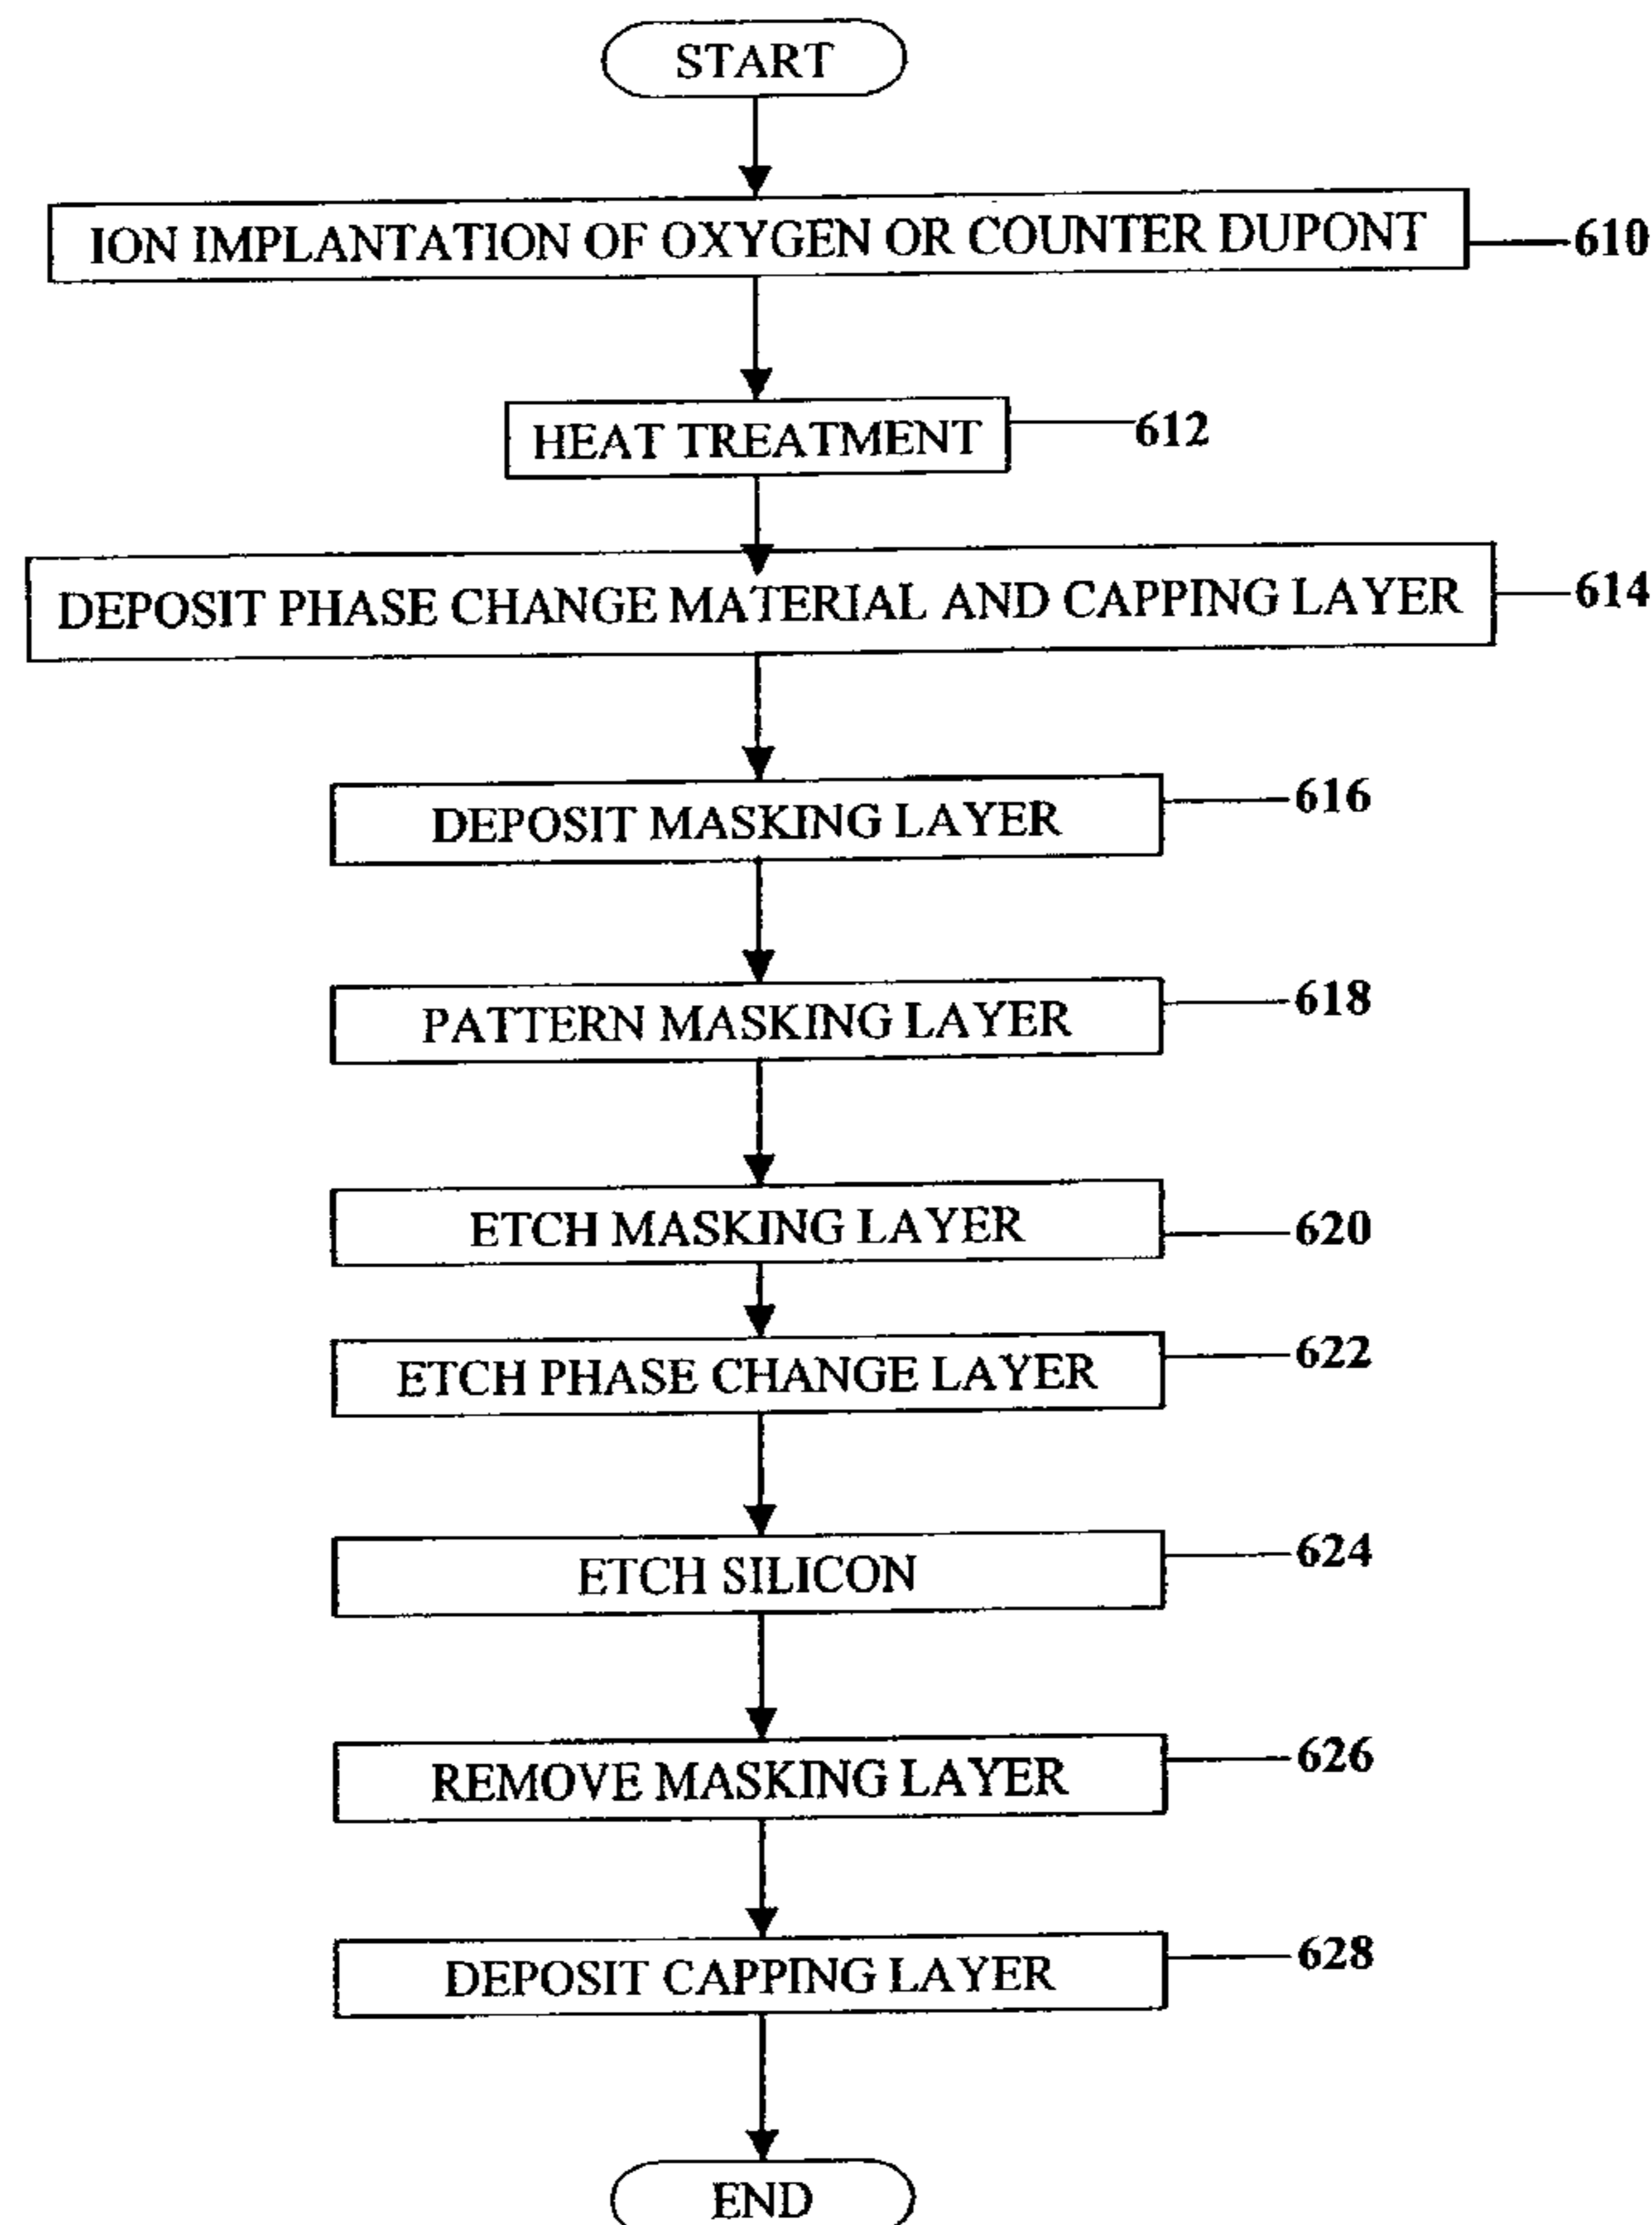 START
ION IMPLANTATION OF OXYGEN OR COUNTER DUPONT
610
HEAT TREATMENT
612
DEPOSIT PHASE CHANGE MATERIAL AND CAPPING LAYER
614
DEPOSIT MASKING LAYER
616
PATTERN MASKING LAYER
618
ETCH MASKING LAYER
620
ETCH PHASE CHANGE LAYER
622
ETCH SILICON
624
REMOVE MASKING LAYER
626
DEPOSIT CAPPING LAYER
628
END